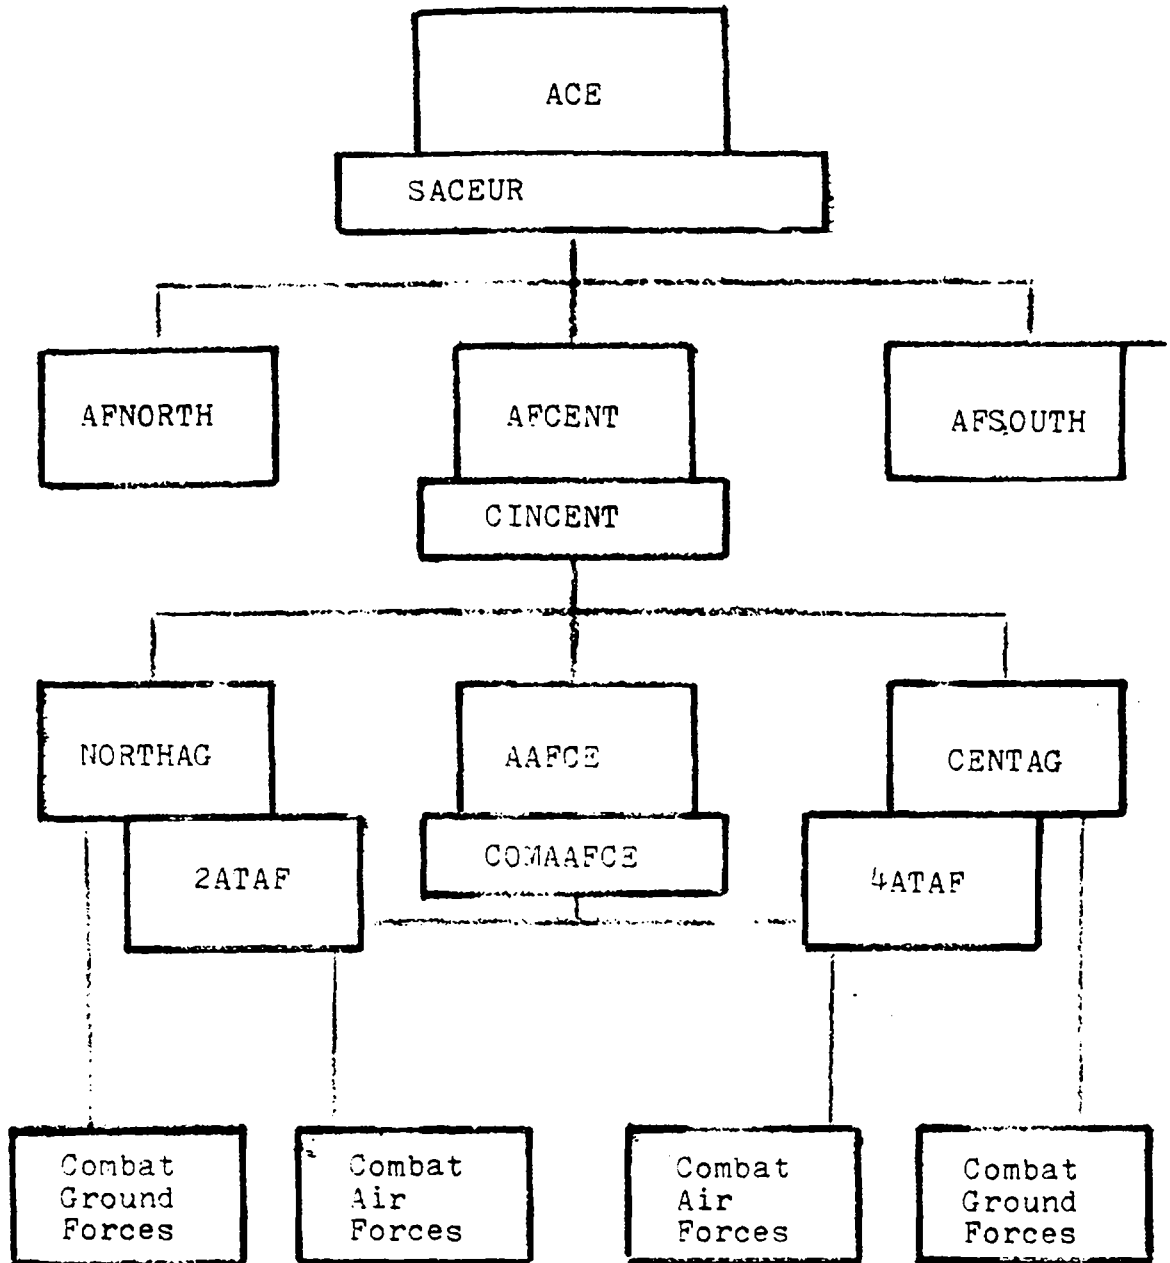 ACE
SACEUR
AFNORTH
AFCENT
AFSOUTH
CINCENT
NORTHAG
AAFCE
CENTAG
2ATAF
COMAAFCE
4ATAF
Combat
Ground
Forces
Combat
Air
Forces
Combat
Air
Forces
Combat
Ground
Forces